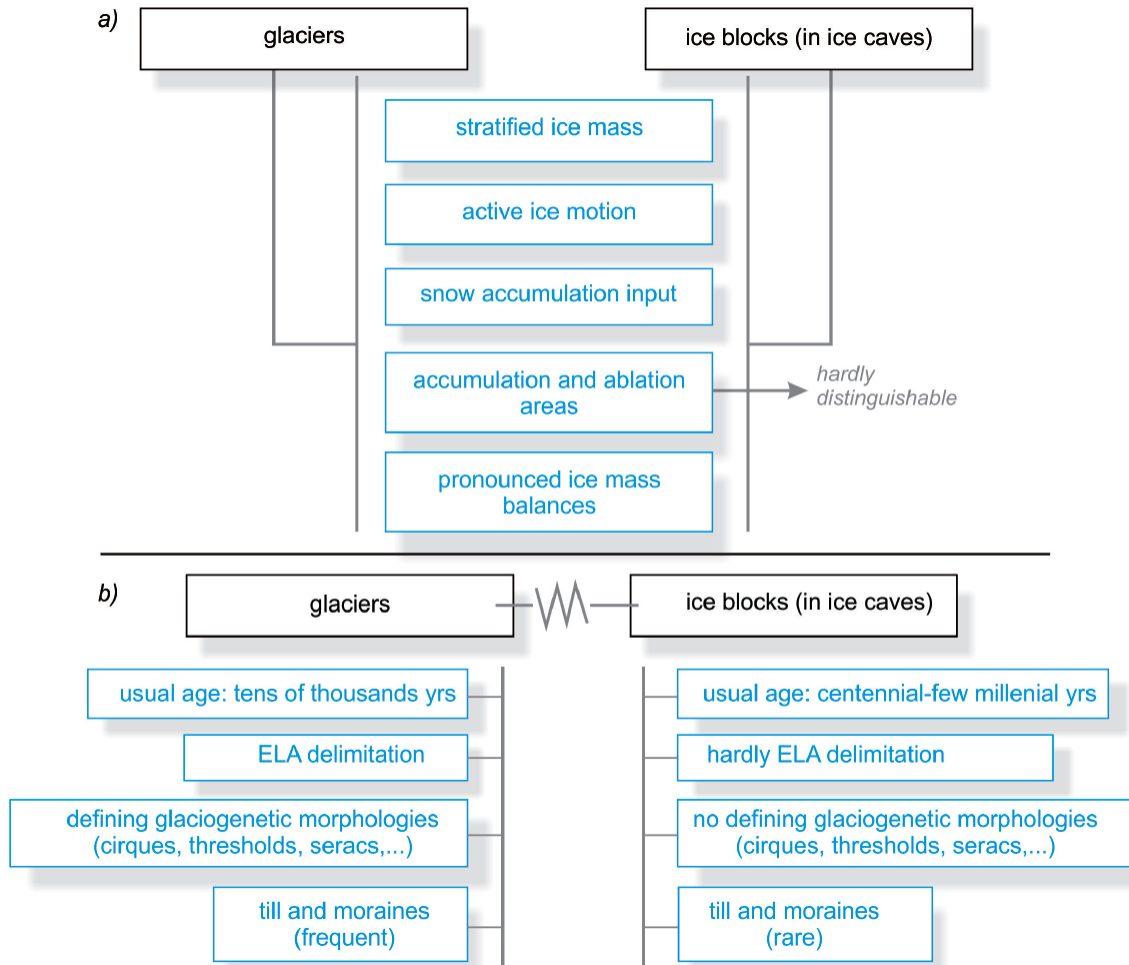 a)
glaciers
ice blocks (in ice caves)
stratified ice mass
active ice motion
snow accumulation input
accumulation and ablation
areas
hardly
distinguishable
pronounced ice mass
balances
b)
glaciers
ice blocks (in ice caves)
usual age: tens of thousands yrs
usual age: centennial-few millenial yrs
ELA delimitation
hardly ELA delimitation
defining glaciogenetic morphologies
(cirques, thresholds, seracs,...)
no defining glaciogenetic morphologies
(cirques, thresholds, seracs,...)
till and moraines
(frequent)
till and moraines
(rare)